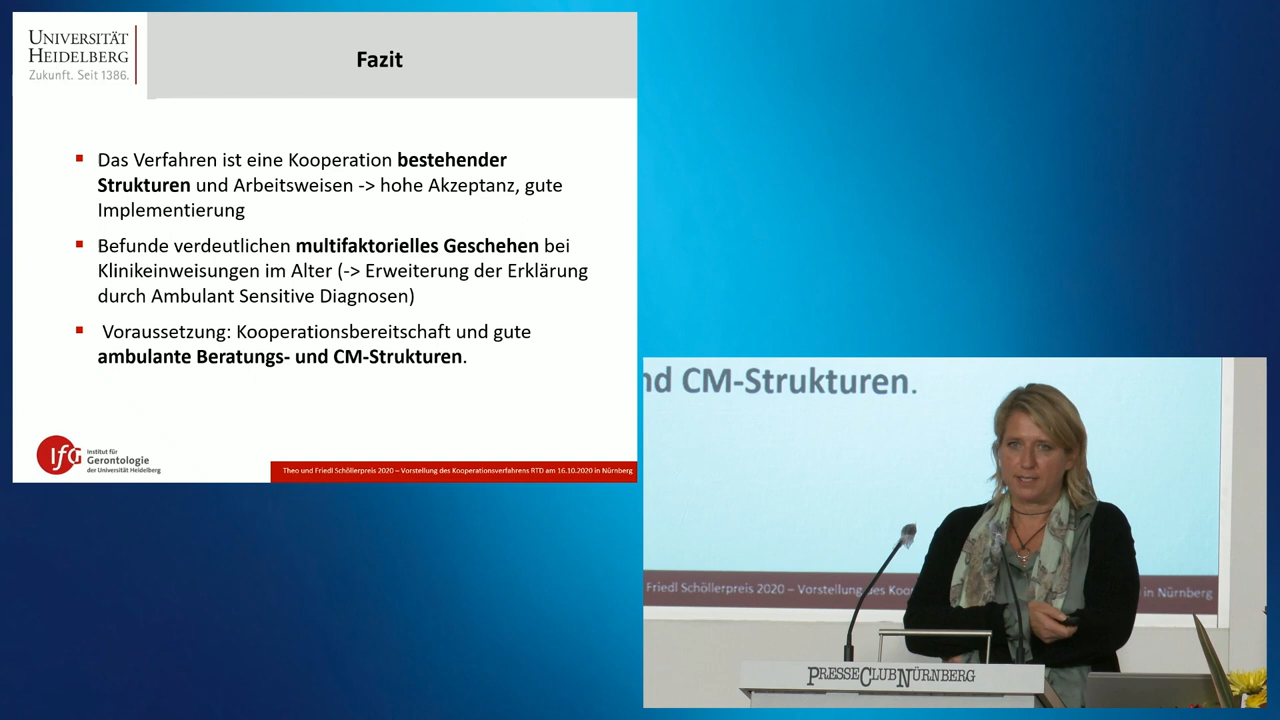 UNIVERSITÄT
HEIDELBERG
Zukunft. Seit 1386.
Fazit
Das Verfahren ist eine Kooperation bestehender
Strukturen und Arbeitsweisen -> hohe Akzeptanz, gute
Implementierung
Befunde verdeutlichen multifaktorielles Geschehen bei
Klinikeinweisungen im Alter (-> Erweiterung der Erklärung
durch Ambulant Sensitive Diagnosen)
Voraussetzung: Kooperationsbereitschaft und gute
ambulante Beratungs- und CM-Strukturen.
IfG
Institut für
Gerontologie
der Universität Heidelberg
Theo und Friedl Schöllerpreis 2020 – Vorstellung des Kooperationsverfahrens RTD am 16.10.2020 in Nürnberg
nd CM-Strukturen.
Friedl Schöllerpreis 2020 – Vorstellung des Koo in Nürnberg
PRESSECLUBNÜRNBERG